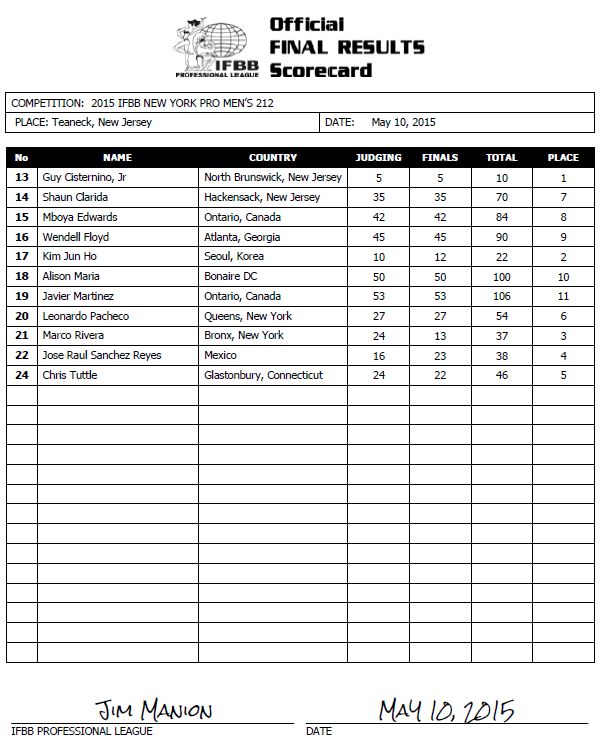 Official
FINAL RESULTS
Scorecard
IFBB
PROFESSIONAL LEAGUE
COMPETITION: 2015 IFBB NEW YORK PRO MEN'S 212
PLACE: Teaneck, New Jersey DATE: May 10, 2015
No NAME COUNTRY JUDGING FINALS TOTAL PLACE
13 Guy Cisternino, Jr North Brunswick, New Jersey 5 5 10 1
14 Shaun Clarida Hackensack, New Jersey 35 35 70 7
15 Mboya Edwards Ontario, Canada 42 42 84 8
16 Wendell Floyd Atlanta, Georgia 45 45 90 9
17 Kim Jun Ho Seoul, Korea 10 12 22 2
18 Alison Maria Bonaire DC 50 50 100 10
19 Javier Martinez Ontario, Canada 53 53 106 11
20 Leonardo Pacheco Queens, New York 27 27 54 6
21 Marco Rivera Bronx, New York 24 13 37 3
22 Jose Raul Sanchez Reyes Mexico 16 23 38 4
24 Chris Tuttle Glastonbury, Connecticut 24 22 46 5
JIM MANION MAY 10, 2015
IFBB PROFESSIONAL LEAGUE DATE